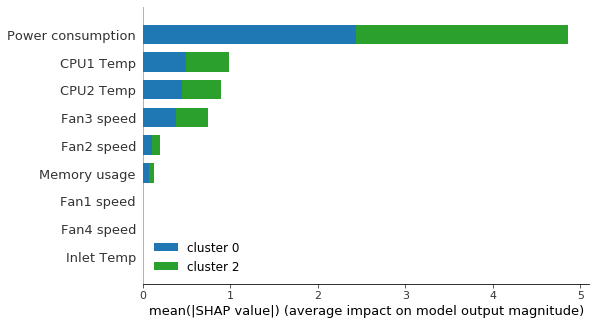 Power consumption
CPU1 Temp
CPU2 Temp
Fan3 speed
Fan2 speed
Memory usage
Fan1 speed
Fan4 speed
Inlet Temp
cluster 0
cluster 2
0 1 2 3 4 5
mean(|SHAP value|) (average impact on model output magnitude)